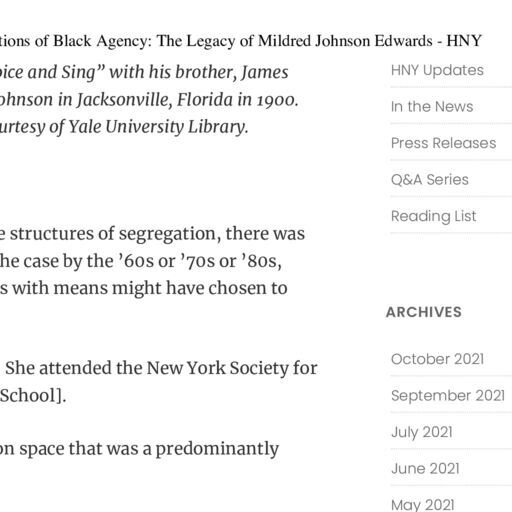 tions of Black Agency: The Legacy of Mildred Johnson Edwards - HNY
oice and Sing” with his brother, James
ohnson in Jacksonville, Florida in 1900.
urtesy of Yale University Library.
e structures of segregation, there was
he case by the ’60s or ’70s or ’80s,
s with means might have chosen to
She attended the New York Society for
School].
on space that was a predominantly
HNY Updates
In the News
Press Releases
Q&A Series
Reading List
ARCHIVES
October 2021
September 2021
July 2021
June 2021
May 2021